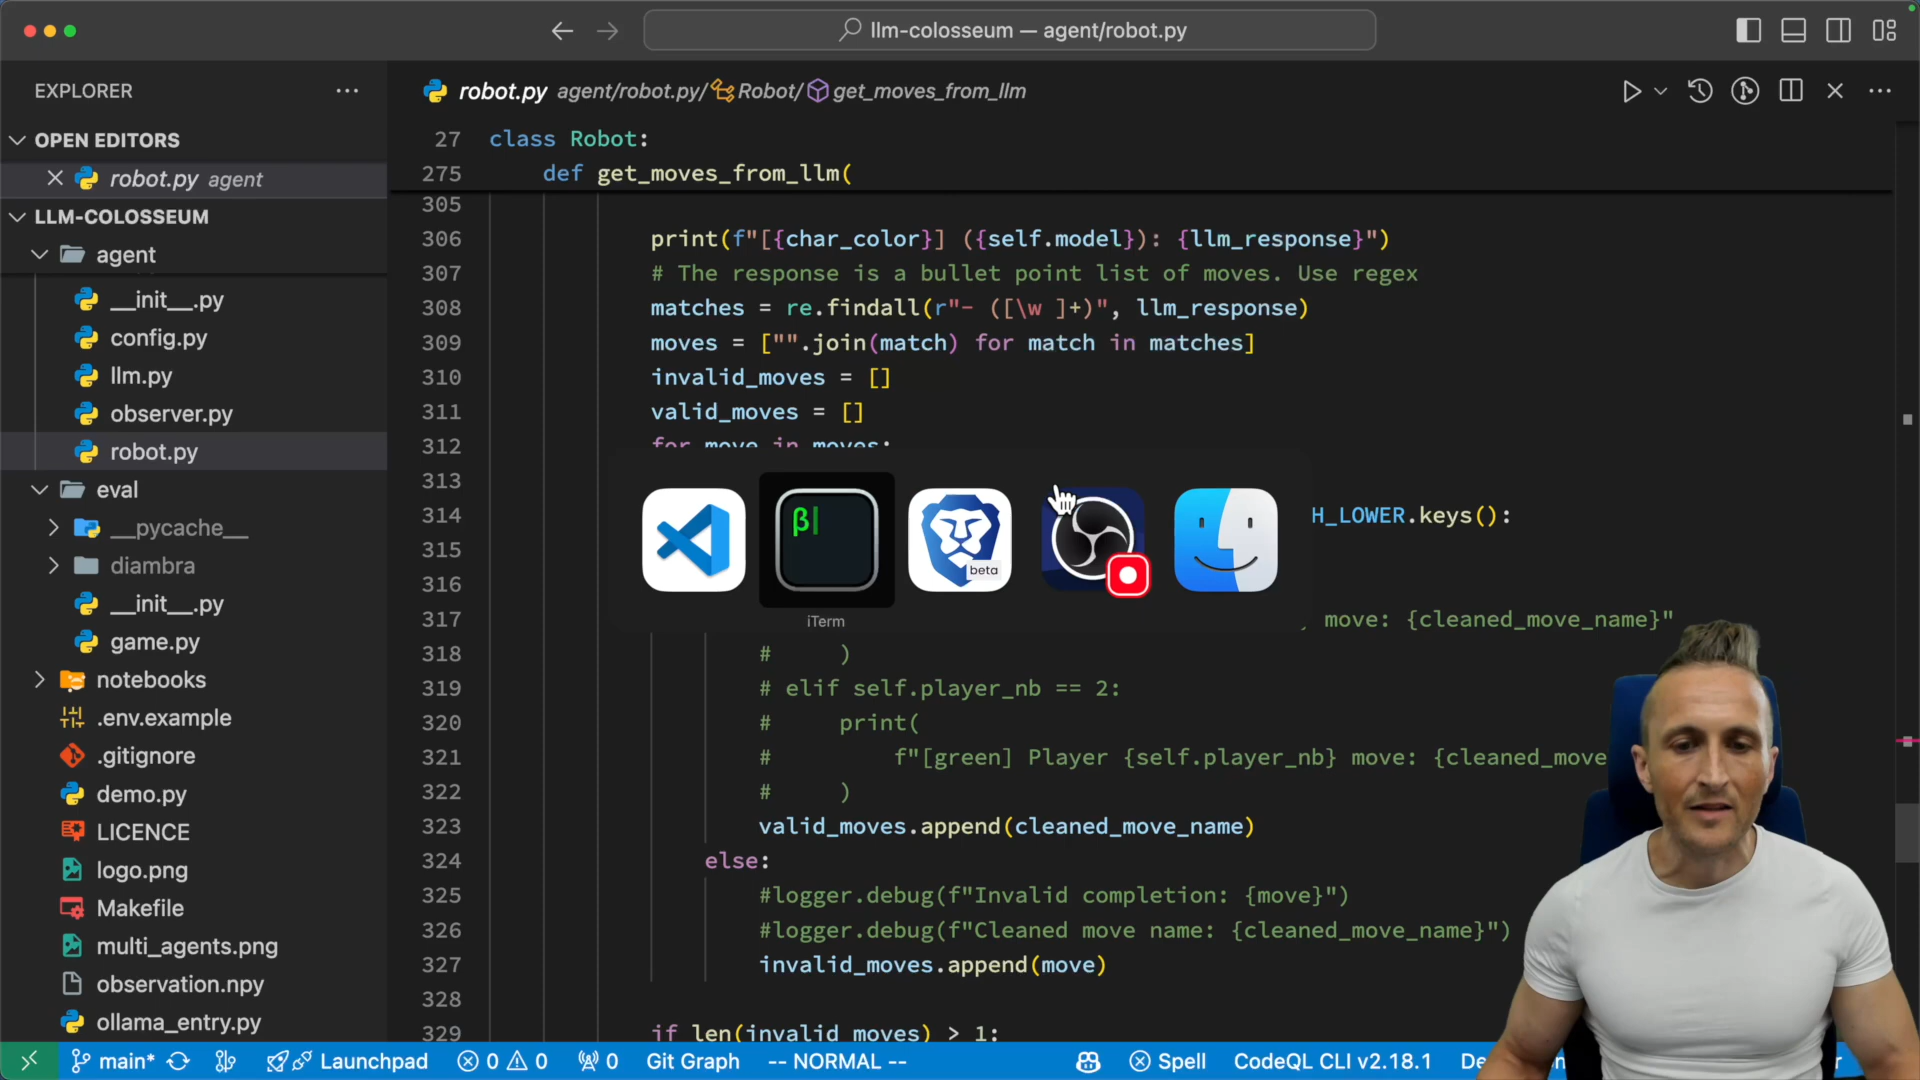 llm-colosseum — agent/robot.py
EXPLORER
robot.py agent/robot.py/Robot/get_moves_from_llm
OPEN EDITORS
robot.py agent
LLM-COLOSSEUM
agent
__init__.py
config.py
llm.py
observer.py
robot.py
eval
__pycache__
diambra
__init__.py
game.py
notebooks
.env.example
.gitignore
demo.py
LICENCE
logo.png
Makefile
multi_agents.png
observation.npy
ollama_entry.py
27 class Robot:
275 def get_moves_from_llm(
305
306 print(f"[{char_color}] ({self.model}): {llm_response}")
307 # The response is a bullet point list of moves. Use regex
308 matches = re.findall(r"- ([\w ]+)", llm_response)
309 moves = ["".join(match) for match in matches]
310 invalid_moves = []
311 valid_moves = []
312 for move in moves:
313
314 H_LOWER.keys():
315
316
317 move: {cleaned_move_name}"
318 # )
319 # elif self.player_nb == 2:
320 # print(
321 # f"[green] Player {self.player_nb} move: {cleaned_move
322 # )
323 valid_moves.append(cleaned_move_name)
324 else:
325 #logger.debug(f"Invalid completion: {move}")
326 #logger.debug(f"Cleaned move name: {cleaned_move_name}")
327 invalid_moves.append(move)
328
329 if len(invalid_moves) > 1:
β
beta
iTerm
main* Launchpad 0 0 0 Git Graph -- NORMAL -- Spell CodeQL CLI v2.18.1